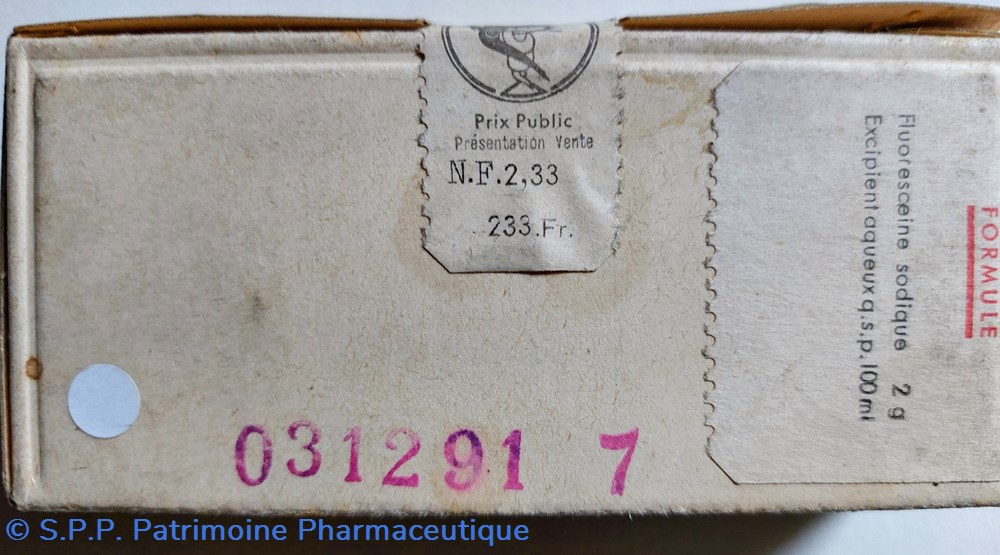 Prix Public
Présentation Vente
N.F.2,33
233.Fr.
FORMULE
Fluoresceine sodique 2 g
Excipient aqueux q.s.p. 100 ml
031291 7
© S.P.P. Patrimoine Pharmaceutique